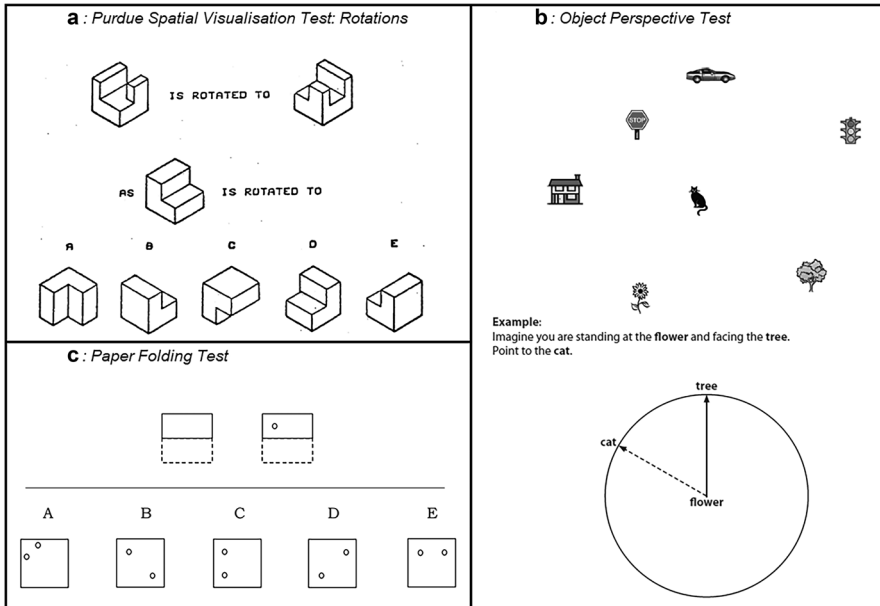 a : Purdue Spatial Visualisation Test: Rotations
IS ROTATED TO
AS
IS ROTATED TO
A B C D E
c : Paper Folding Test
A B C D E
b : Object Perspective Test
STOP
Example:
Imagine you are standing at the flower and facing the tree.
Point to the cat.
tree
cat
flower